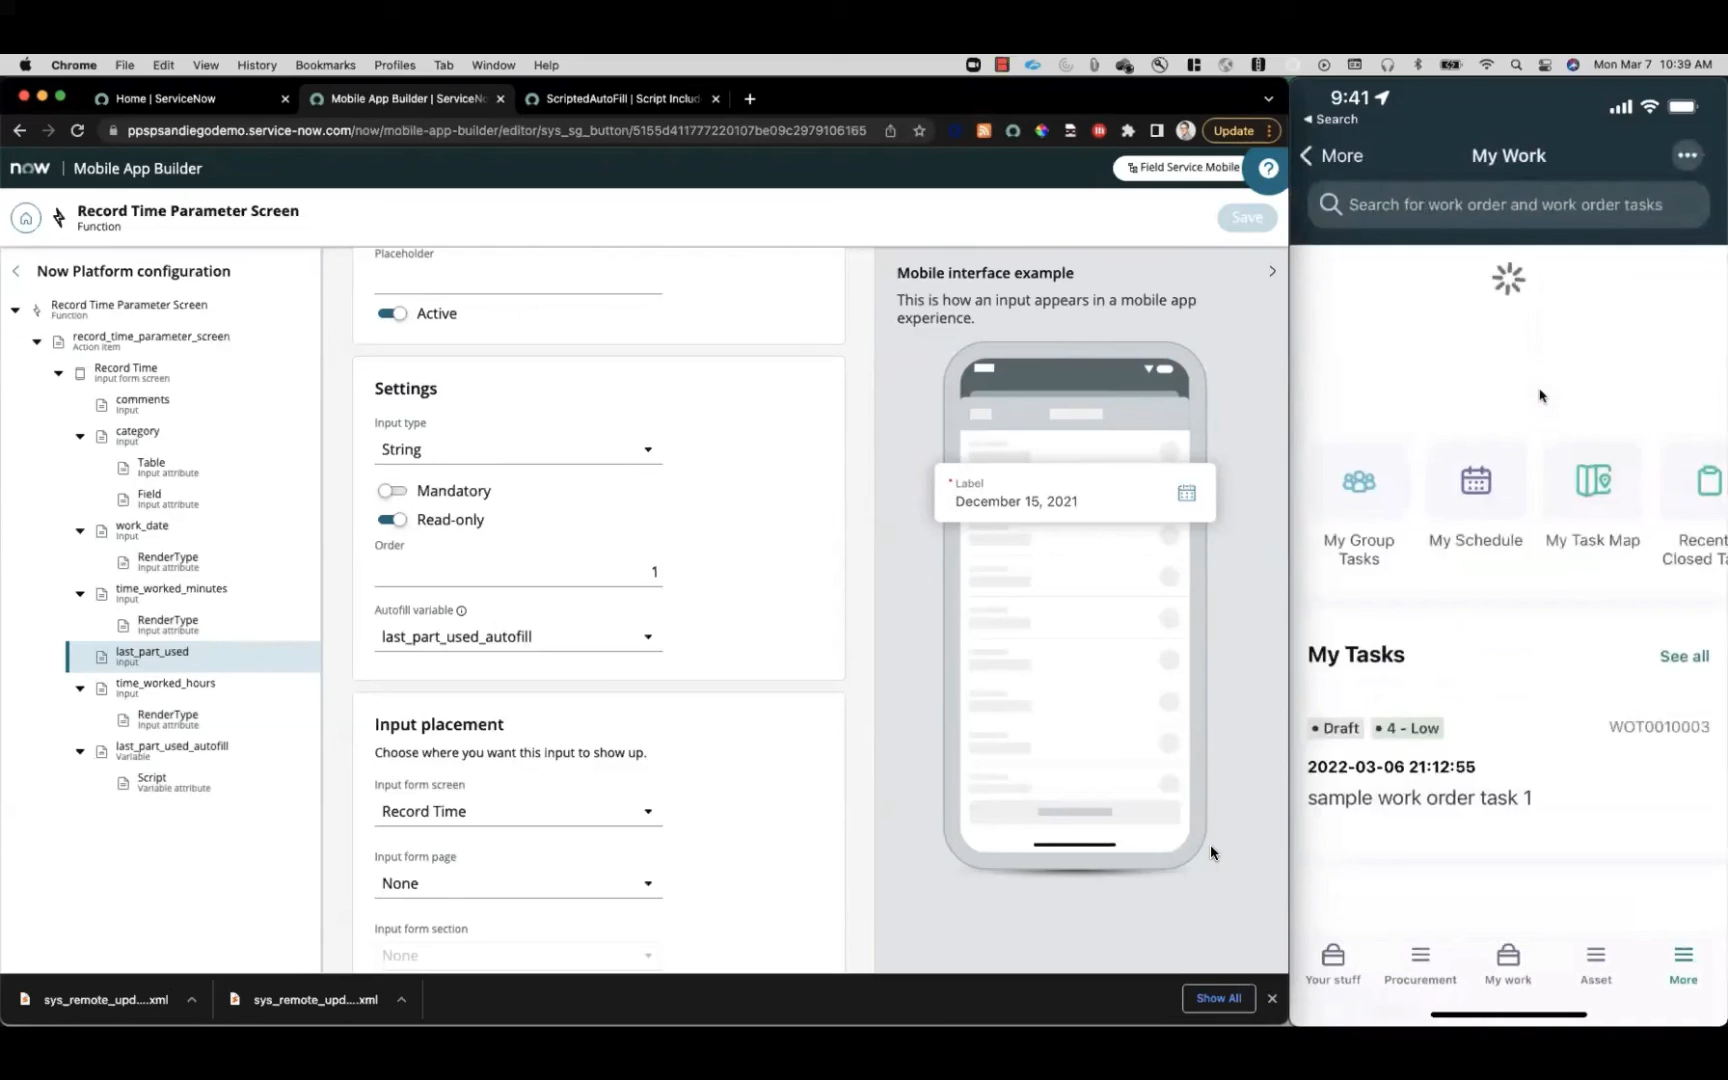 Chrome File Edit View History Bookmarks Profiles Tab Window Help Mon Mar 7 10:39 AM
Home | ServiceNow
Mobile App Builder | ServiceNo
ScriptedAutoFill | Script Includ
ppspsandiegodemo.service-now.com/now/mobile-app-builder/editor/sys_sg_button/5155d411777220107be09c2979106165
Update
now Mobile App Builder
Field Service Mobile
?
Record Time Parameter Screen
Function
Save
Now Platform configuration
Record Time Parameter Screen
Function
record_time_parameter_screen
Action item
Record Time
Input form screen
comments
Input
category
Input
Table
Input attribute
Field
Input attribute
work_date
Input
RenderType
Input attribute
time_worked_minutes
Input
RenderType
Input attribute
last_part_used
Input
time_worked_hours
Input
RenderType
Input attribute
last_part_used_autofill
Variable
Script
Variable attribute
Placeholder
Active
Settings
Input type
String
Mandatory
Read-only
Order
1
Autofill variable
last_part_used_autofill
Input placement
Choose where you want this input to show up.
Input form screen
Record Time
Input form page
None
Input form section
None
Mobile interface example
This is how an input appears in a mobile app
experience.
* Label
December 15, 2021
sys_remote_upd....xml
sys_remote_upd....xml
Show All
9:41
Search
More
My Work
Search for work order and work order tasks
My Group
Tasks
My Schedule
My Task Map
Recent
Closed Ta
My Tasks
See all
• Draft
• 4 - Low
WOT0010003
2022-03-06 21:12:55
sample work order task 1
Your stuff
Procurement
My work
Asset
More